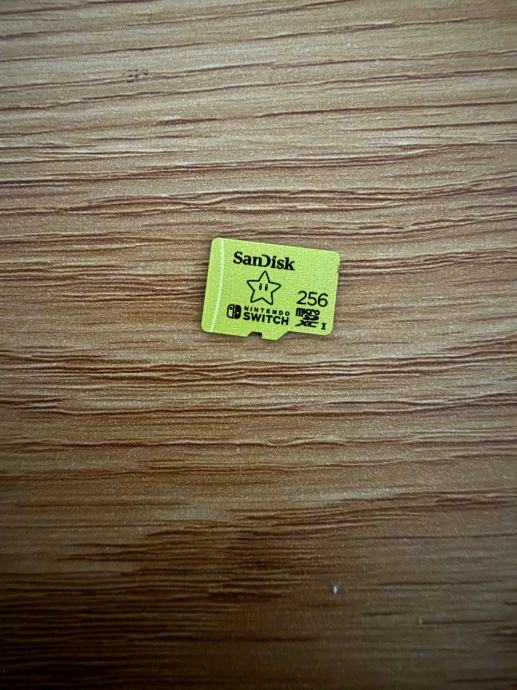 SanDisk
256
NINTENDO
SWITCH
micro
SD
XC I